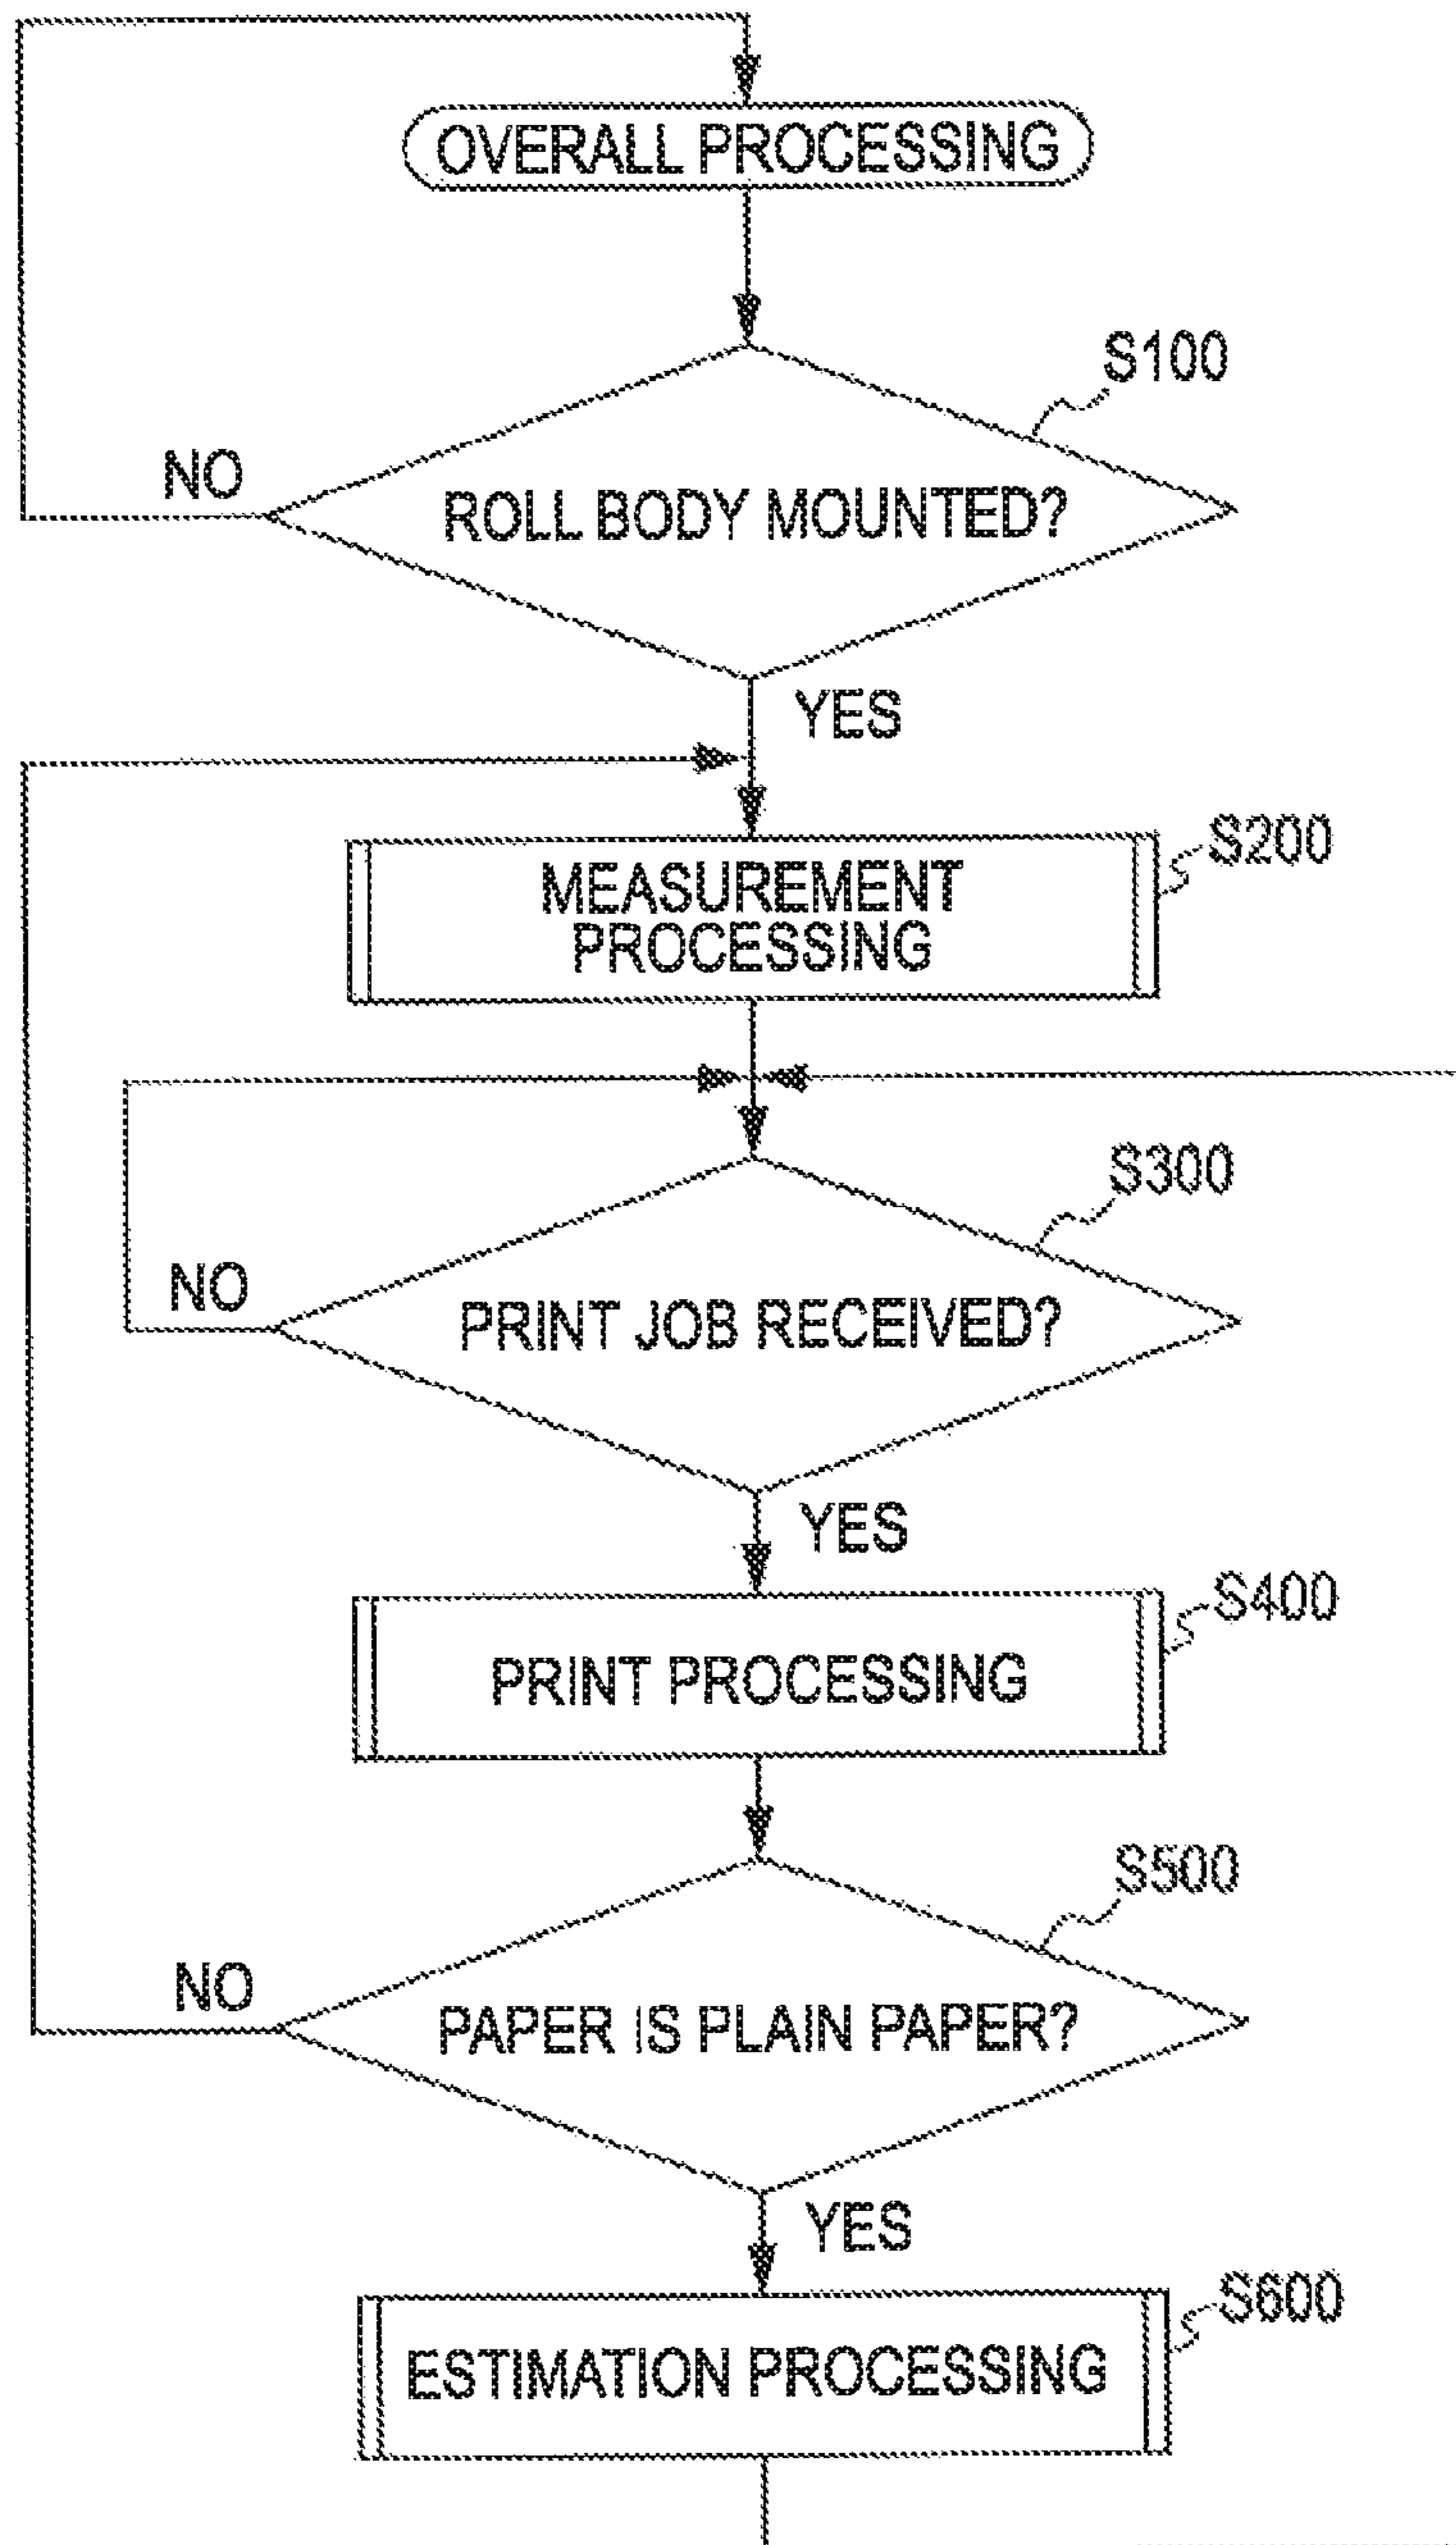 OVERALL PROCESSING
S100
NO
ROLL BODY MOUNTED?
YES
S200
MEASUREMENT
PROCESSING
S300
NO
PRINT JOB RECEIVED?
YES
S400
PRINT PROCESSING
S500
NO
PAPER IS PLAIN PAPER?
YES
S600
ESTIMATION PROCESSING